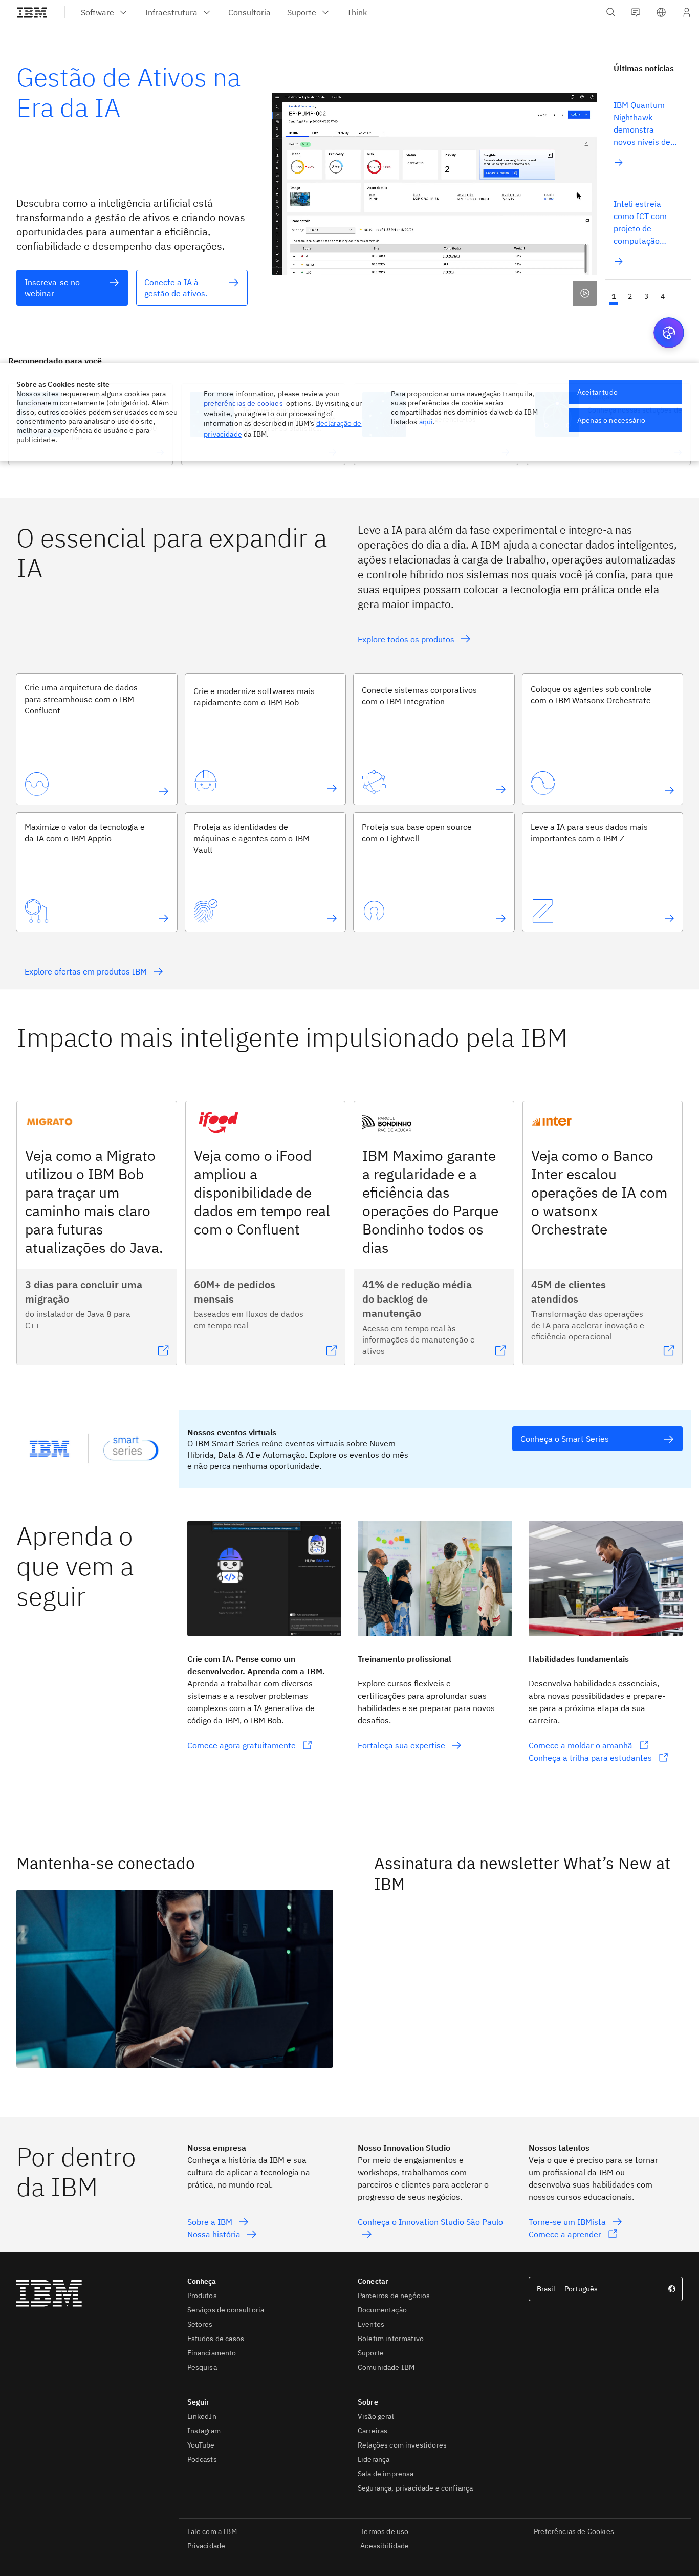 IBM
Software
Infraestrutura
Consultoria
Suporte
Think
Gestão de Ativos na
Era da IA
Descubra como a inteligência artificial está
transformando a gestão de ativos e criando novas
oportunidades para aumentar a eficiência,
confiabilidade e desempenho das operações.
Inscreva-se no
webinar
Conecte a IA à
gestão de ativos.
EP-PUMP-002
Health
Criticality
Risk
Status
Priority
2
Insights
Image
Asset details
Score details
Últimas notícias
IBM Quantum
Nighthawk
demonstra
novos níveis de...
Inteli estreia
como ICT com
projeto de
computação...
1 2 3 4
Recomendado para você
Sobre as Cookies neste site
Nossos sites requererem alguns cookies para
funcionarem corretamente (obrigatório). Além
disso, outros cookies podem ser usados com seu
consentimento para analisar o uso do site,
melhorar a experiência do usuário e para
publicidade.
For more information, please review your
preferências de cookies options. By visiting our
website, you agree to our processing of
information as described in IBM's declaração de
privacidade da IBM.
Para proporcionar uma navegação tranquila,
suas preferências de cookie serão
compartilhadas nos domínios da web da IBM
listados aqui.
Aceitar tudo
Apenas o necessário
O essencial para expandir a
IA
Leve a IA para além da fase experimental e integre-a nas
operações do dia a dia. A IBM ajuda a conectar dados inteligentes,
ações relacionadas à carga de trabalho, operações automatizadas
e controle híbrido nos sistemas nos quais você já confia, para que
suas equipes possam colocar a tecnologia em prática onde ela
gera maior impacto.
Explore todos os produtos
Crie uma arquitetura de dados
para streamhouse com o IBM
Confluent
Crie e modernize softwares mais
rapidamente com o IBM Bob
Conecte sistemas corporativos
com o IBM Integration
Coloque os agentes sob controle
com o IBM Watsonx Orchestrate
Maximize o valor da tecnologia e
da IA com o IBM Apptio
Proteja as identidades de
máquinas e agentes com o IBM
Vault
Proteja sua base open source
com o Lightwell
Leve a IA para seus dados mais
importantes com o IBM Z
Explore ofertas em produtos IBM
Impacto mais inteligente impulsionado pela IBM
MIGRATO
Veja como a Migrato
utilizou o IBM Bob
para traçar um
caminho mais claro
para futuras
atualizações do Java.
3 dias para concluir uma
migração
do instalador de Java 8 para
C++
ifood
Veja como o iFood
ampliou a
disponibilidade de
dados em tempo real
com o Confluent
60M+ de pedidos
mensais
baseados em fluxos de dados
em tempo real
PARQUE
BONDINHO
PÃO DE AÇÚCAR
IBM Maximo garante
a regularidade e a
eficiência das
operações do Parque
Bondinho todos os
dias
41% de redução média
do backlog de
manutenção
Acesso em tempo real às
informações de manutenção e
ativos
inter
Veja como o Banco
Inter escalou
operações de IA com
o watsonx
Orchestrate
45M de clientes
atendidos
Transformação das operações
de IA para acelerar inovação e
eficiência operacional
IBM
smart
series
Nossos eventos virtuais
O IBM Smart Series reúne eventos virtuais sobre Nuvem
Híbrida, Data & AI e Automação. Explore os eventos do mês
e não perca nenhuma oportunidade.
Conheça o Smart Series
Aprenda o
que vem a
seguir
Crie com IA. Pense como um
desenvolvedor. Aprenda com a IBM.
Aprenda a trabalhar com diversos
sistemas e a resolver problemas
complexos com a IA generativa de
código da IBM, o IBM Bob.
Comece agora gratuitamente
Treinamento profissional
Explore cursos flexíveis e
certificações para aprofundar suas
habilidades e se preparar para novos
desafios.
Fortaleça sua expertise
Habilidades fundamentais
Desenvolva habilidades essenciais,
abra novas possibilidades e prepare-
se para a próxima etapa da sua
carreira.
Comece a moldar o amanhã
Conheça a trilha para estudantes
Mantenha-se conectado
Assinatura da newsletter What’s New at
IBM
Por dentro
da IBM
Nossa empresa
Conheça a história da IBM e sua
cultura de aplicar a tecnologia na
prática, no mundo real.
Sobre a IBM
Nossa história
Nosso Innovation Studio
Por meio de engajamentos e
workshops, trabalhamos com
parceiros e clientes para acelerar o
progresso de seus negócios.
Conheça o Innovation Studio São Paulo
Nossos talentos
Veja o que é preciso para se tornar
um profissional da IBM ou
desenvolva suas habilidades com
nossos cursos educacionais.
Torne-se um IBMista
Comece a aprender
IBM
Conheça
Produtos
Serviços de consultoria
Setores
Estudos de casos
Financiamento
Pesquisa
Conectar
Parceiros de negócios
Documentação
Eventos
Boletim informativo
Suporte
Comunidade IBM
Brasil — Português
Seguir
LinkedIn
Instagram
YouTube
Podcasts
Sobre
Visão geral
Carreiras
Relações com investidores
Liderança
Sala de imprensa
Segurança, privacidade e confiança
Fale com a IBM
Termos de uso
Preferências de Cookies
Privacidade
Acessibilidade